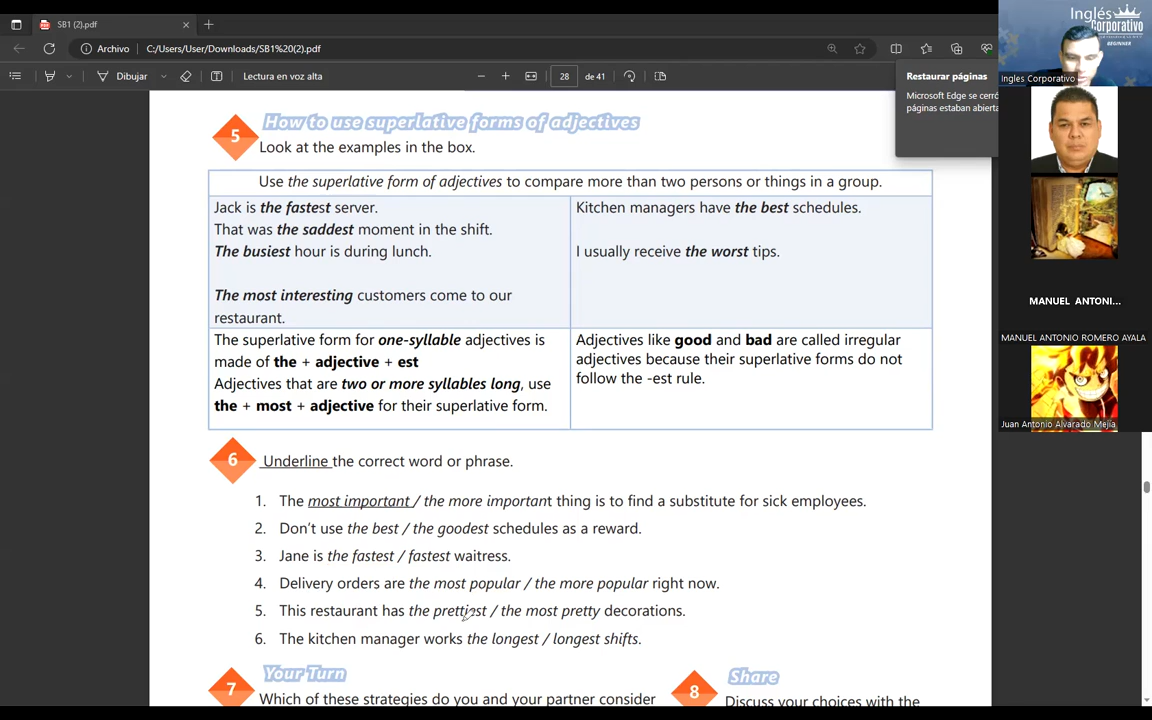 SB1 (2).pdf
Archivo C:/Users/User/Downloads/SB1%20(2).pdf
Dibujar Lectura en voz alta 28 de 41
Restaurar páginas
Microsoft Edge se cerró
páginas estaban abierta
Inglés
Corporativo
BEGINNER
Ingles Corporativo
MANUEL ANTONI...
MANUEL ANTONIO ROMERO AYALA
Juan Antonio Alvarado Mejía
5 How to use superlative forms of adjectives
Look at the examples in the box.
Use the superlative form of adjectives to compare more than two persons or things in a group.
Jack is the fastest server.
That was the saddest moment in the shift.
The busiest hour is during lunch.
The most interesting customers come to our
restaurant.
Kitchen managers have the best schedules.
I usually receive the worst tips.
The superlative form for one-syllable adjectives is
made of the + adjective + est
Adjectives that are two or more syllables long, use
the + most + adjective for their superlative form.
Adjectives like good and bad are called irregular
adjectives because their superlative forms do not
follow the -est rule.
6 Underline the correct word or phrase.
1. The most important / the more important thing is to find a substitute for sick employees.
2. Don't use the best / the goodest schedules as a reward.
3. Jane is the fastest / fastest waitress.
4. Delivery orders are the most popular / the more popular right now.
5. This restaurant has the prettiest / the most pretty decorations.
6. The kitchen manager works the longest / longest shifts.
7 Your Turn
Which of these strategies do you and your partner consider
8 Share
Discuss your choices with the